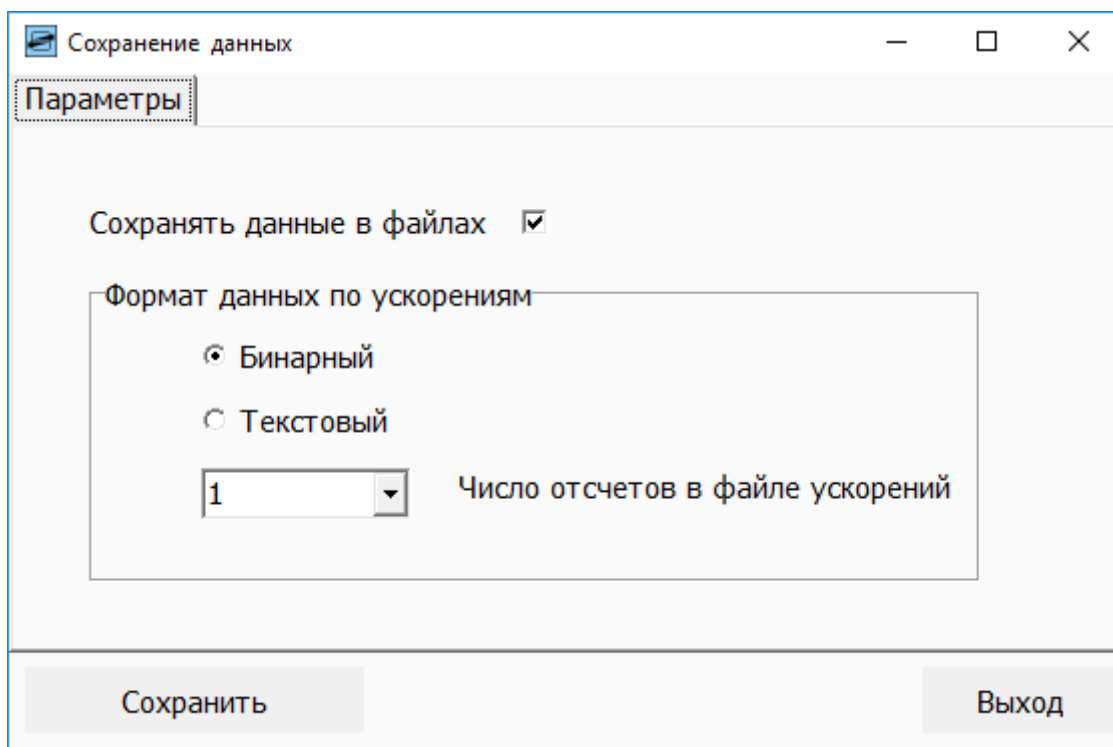 Сохранение данных
Параметры
Сохранять данные в файлах
Формат данных по ускорениям
Бинарный
Текстовый
1 Число отсчетов в файле ускорений
Сохранить Выход